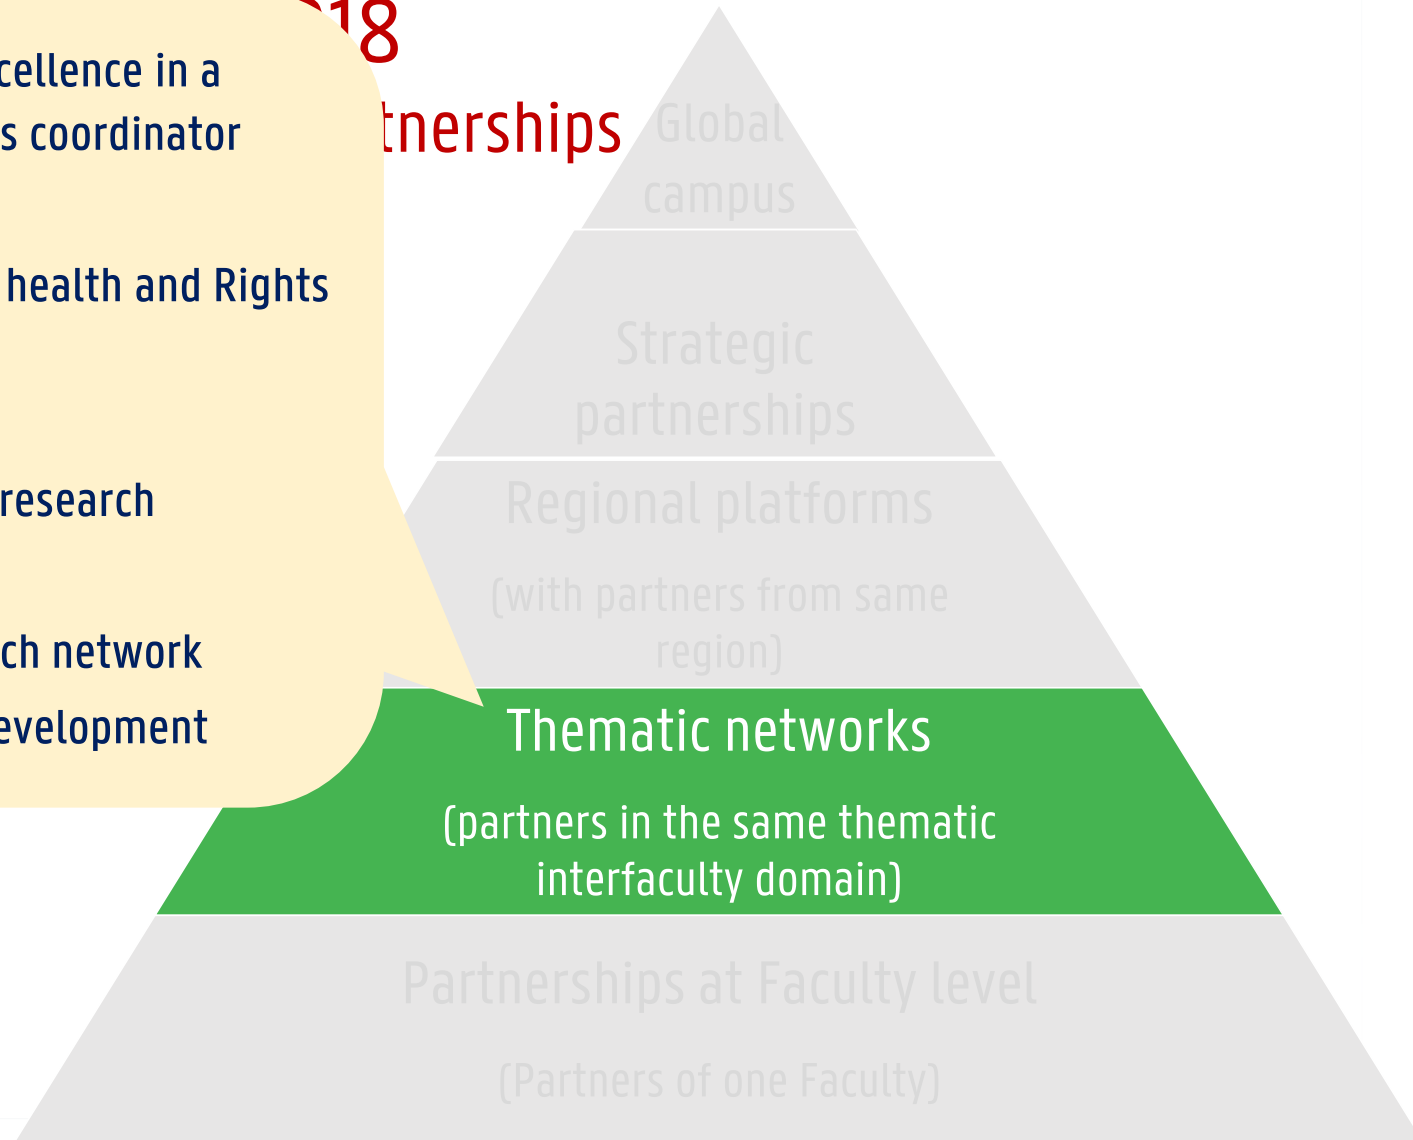 18
tnerships
cellence in a
s coordinator
health and Rights
research
ch network
evelopment
Global
campus
Strategic
partnerships
Regional platforms
(with partners from same
region)
Thematic networks
(partners in the same thematic
interfaculty domain)
Partnerships at Faculty level
(Partners of one Faculty)